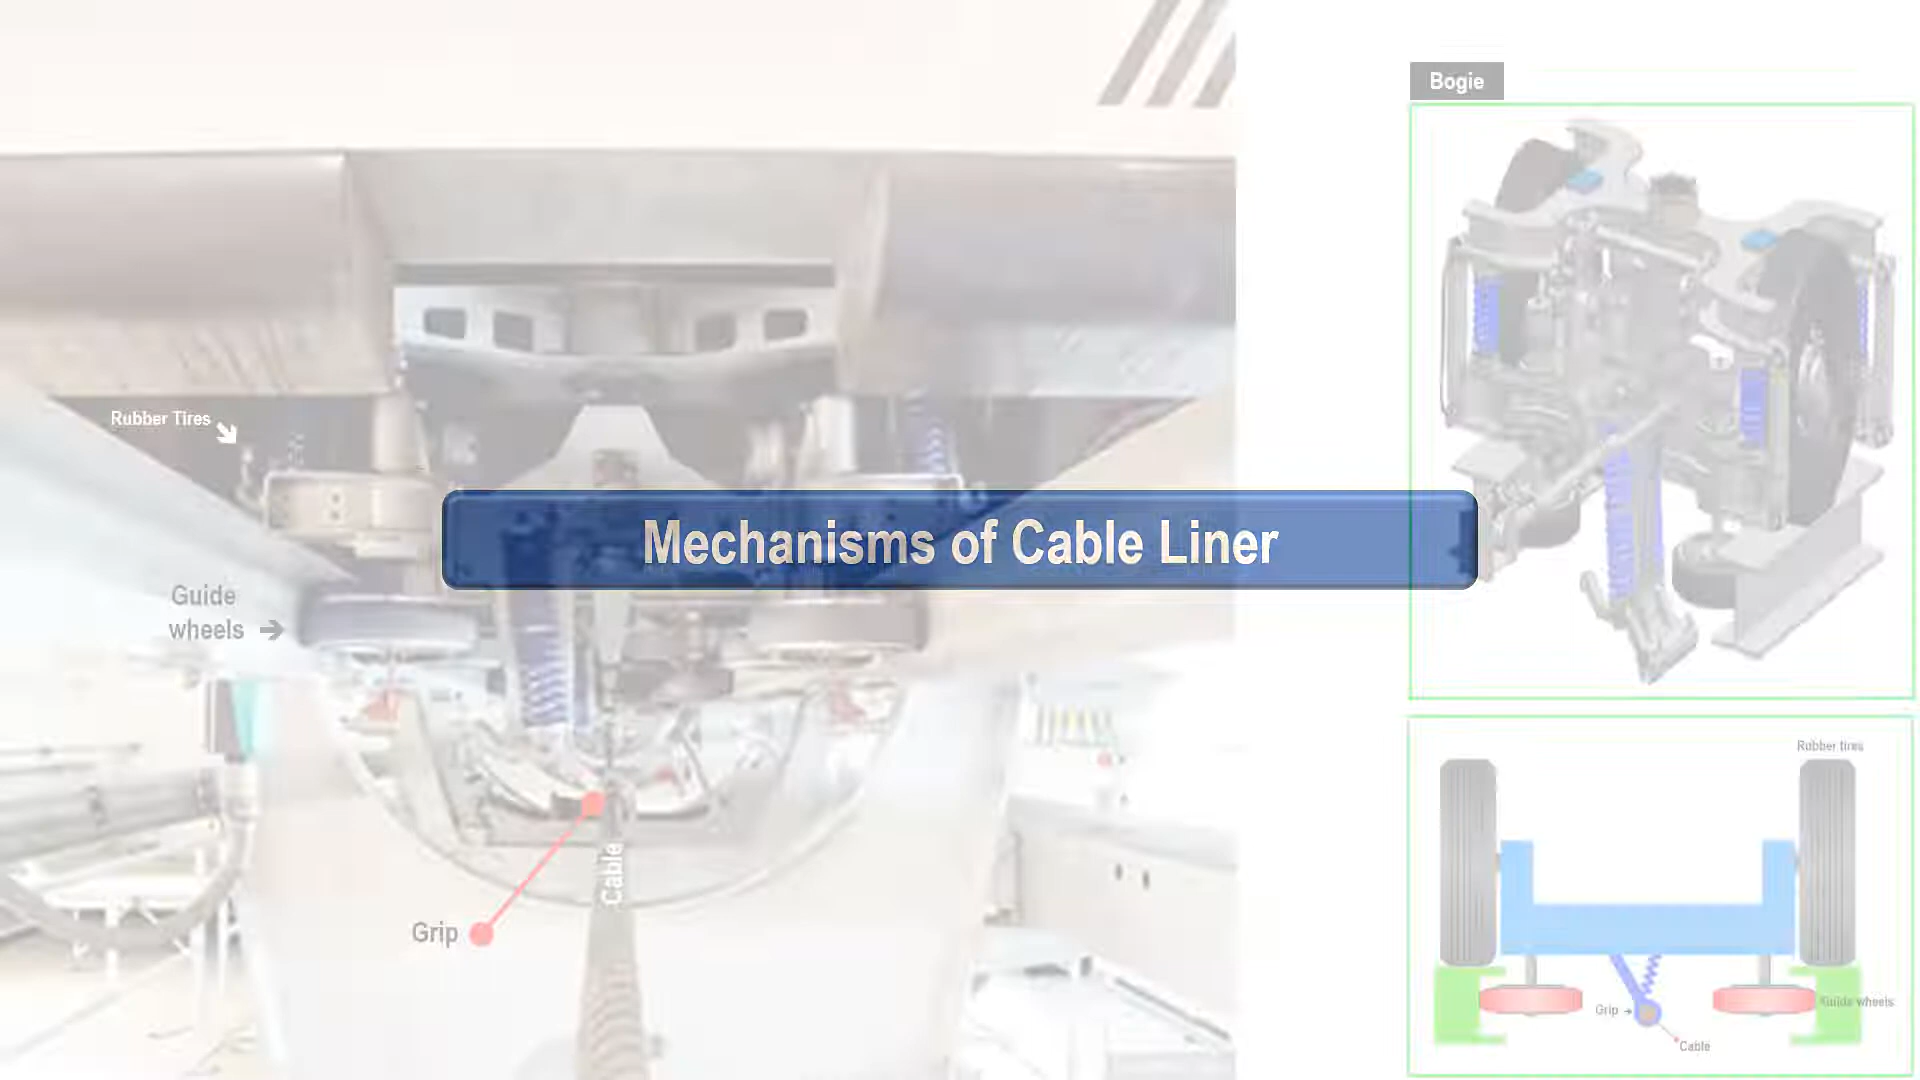 Bogie
Rubber Tires
Mechanisms of Cable Liner
Guide
wheels
Rubber tires
Cable
Grip
Guide wheels
Grip
Cable